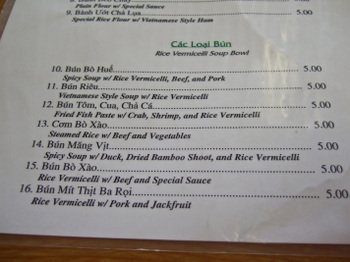 Plain Flour w/ Special Sauce
9. Bánh Ướt Chả Lụa 5.00
Special Rice Flour w/ Vietnamese Style Ham
Các Loại Bún
Rice Vermicelli Soup Bowl
10. Bún Bò Huế 5.00
Spicy Soup w/ Rice Vermicelli, Beef, and Pork
11. Bún Riêu 5.00
Vietnamese Style Soup w/ Rice Vermicelli
12. Bún Tôm, Cua, Chả Cá 5.00
Fried Fish Paste w/ Crab, Shrimp, and Rice Vermicelli
13. Cơm Bò Xào 5.00
Steamed Rice w/ Beef and Vegetables
14. Bún Măng Vịt 5.00
Spicy Soup w/ Duck, Dried Bamboo Shoot, and Rice Vermicelli
15. Bún Bò Xào 5.00
Rice Vermicelli w/ Beef and Special Sauce
16. Bún Mít Thịt Ba Rọi 5.00
Rice Vermicelli w/ Pork and Jackfruit